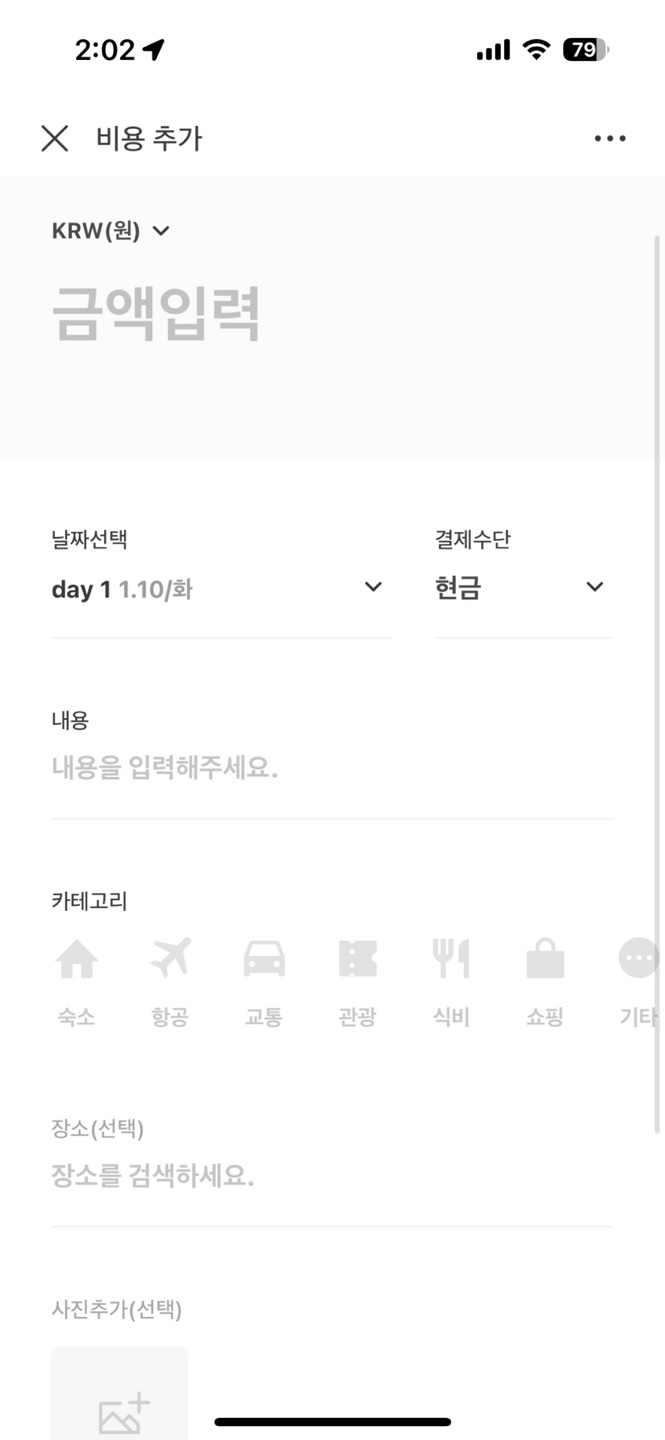 2:02
79
비용 추가
KRW(원)
금액입력
날짜선택
결제수단
day 1 1.10/화
현금
내용
내용을 입력해주세요.
카테고리
숙소 항공 교통 관광 식비 쇼핑 기타
장소(선택)
장소를 검색하세요.
사진추가(선택)